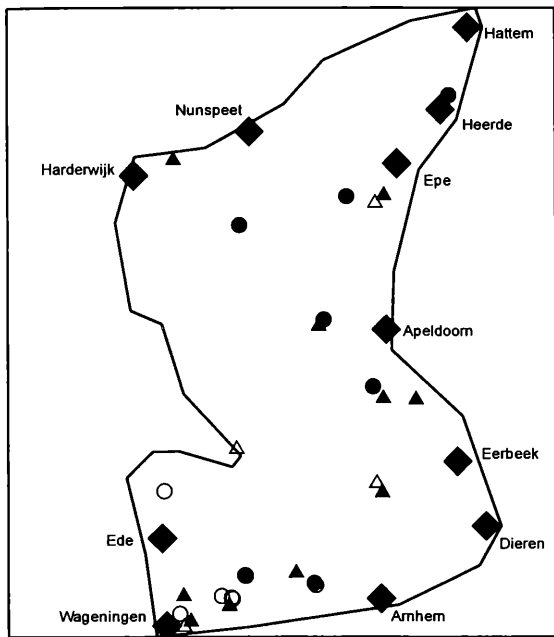 Hattem
Nunspeet
Heerde
Harderwijk
Epe
Apeldoorn
Eerbeek
Ede
Dieren
Wageningen
Arnhem